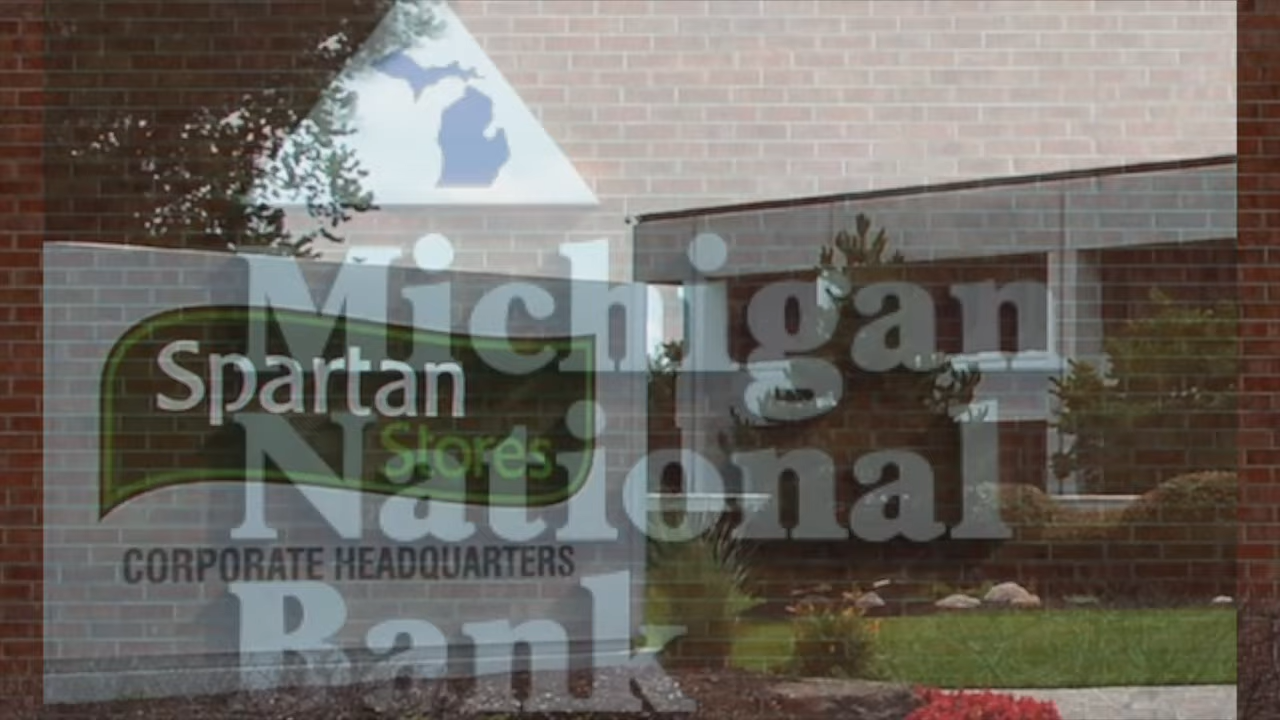 Michigan
National
Bank
Spartan
Stores
CORPORATE HEADQUARTERS